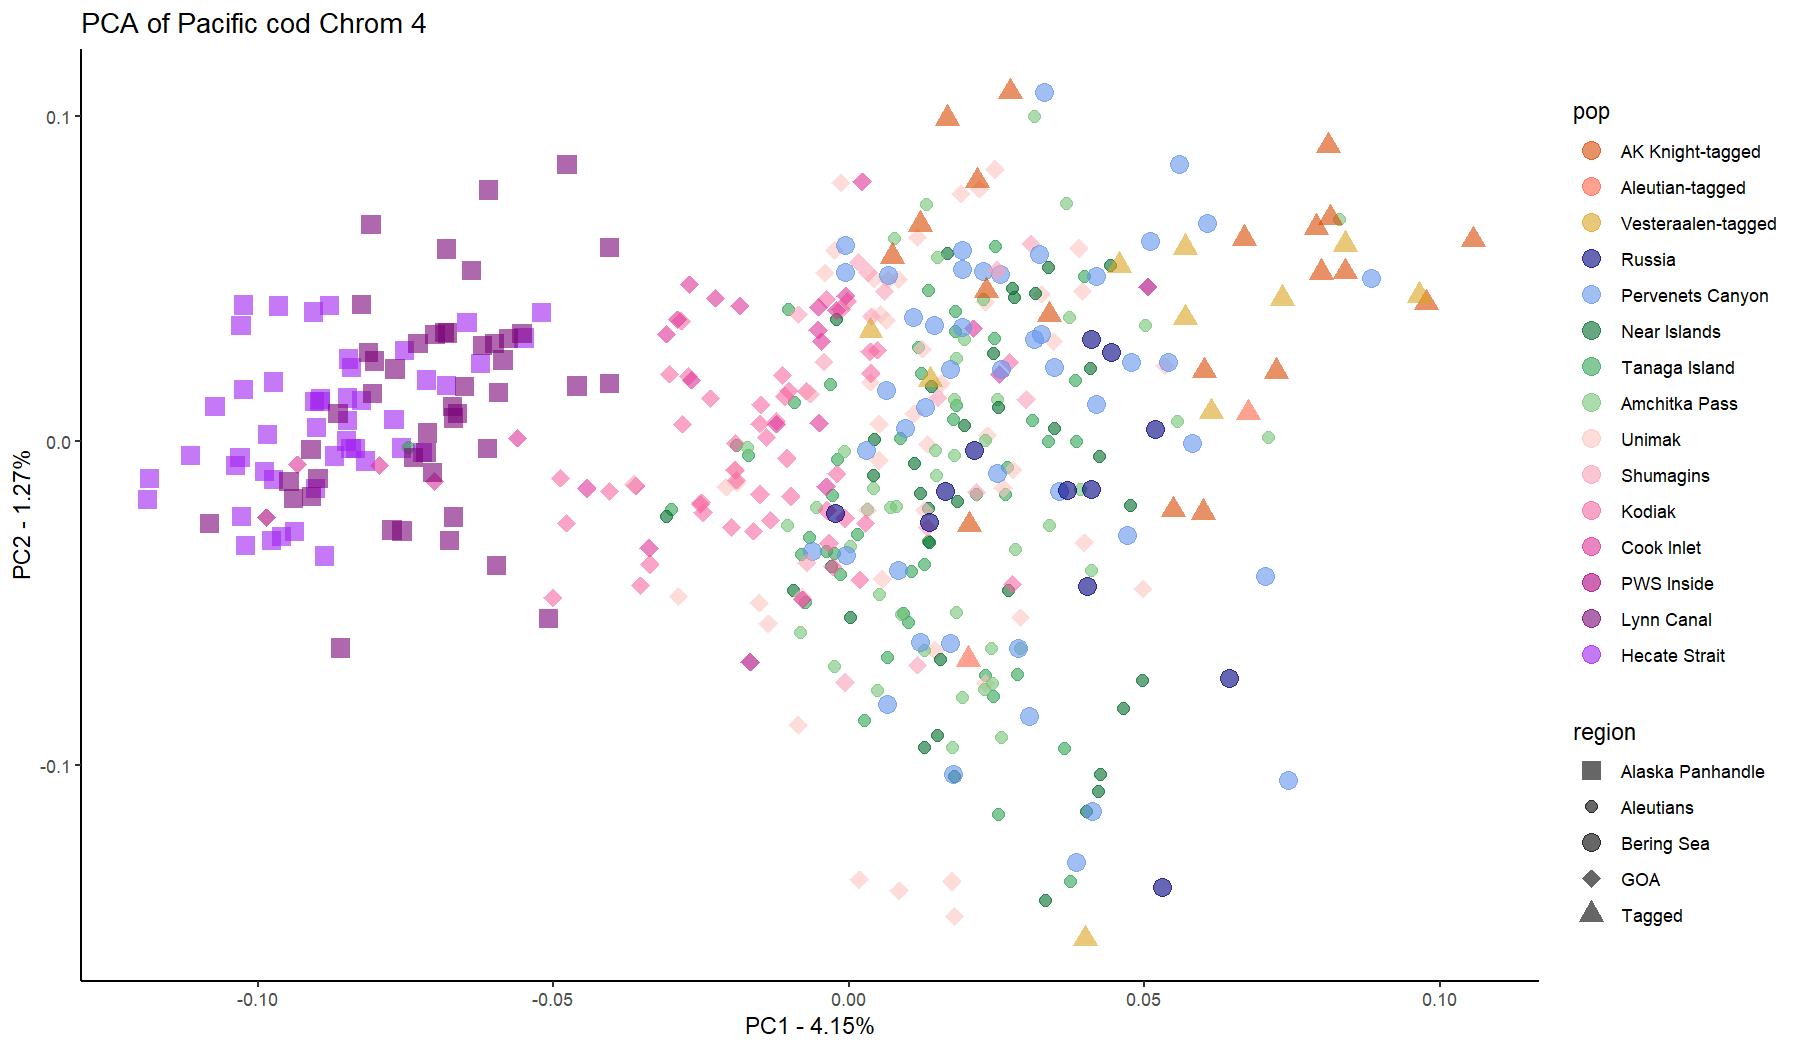 PCA of Pacific cod Chrom 4
PC2 - 1.27%
0.1
0.0
-0.1
-0.10
-0.05
0.00
0.05
0.10
PC1 - 4.15%
pop
AK Knight-tagged
Aleutian-tagged
Vesteraalen-tagged
Russia
Pervenets Canyon
Near Islands
Tanaga Island
Amchitka Pass
Unimak
Shumagins
Kodiak
Cook Inlet
PWS Inside
Lynn Canal
Hecate Strait
region
Alaska Panhandle
Aleutians
Bering Sea
GOA
Tagged